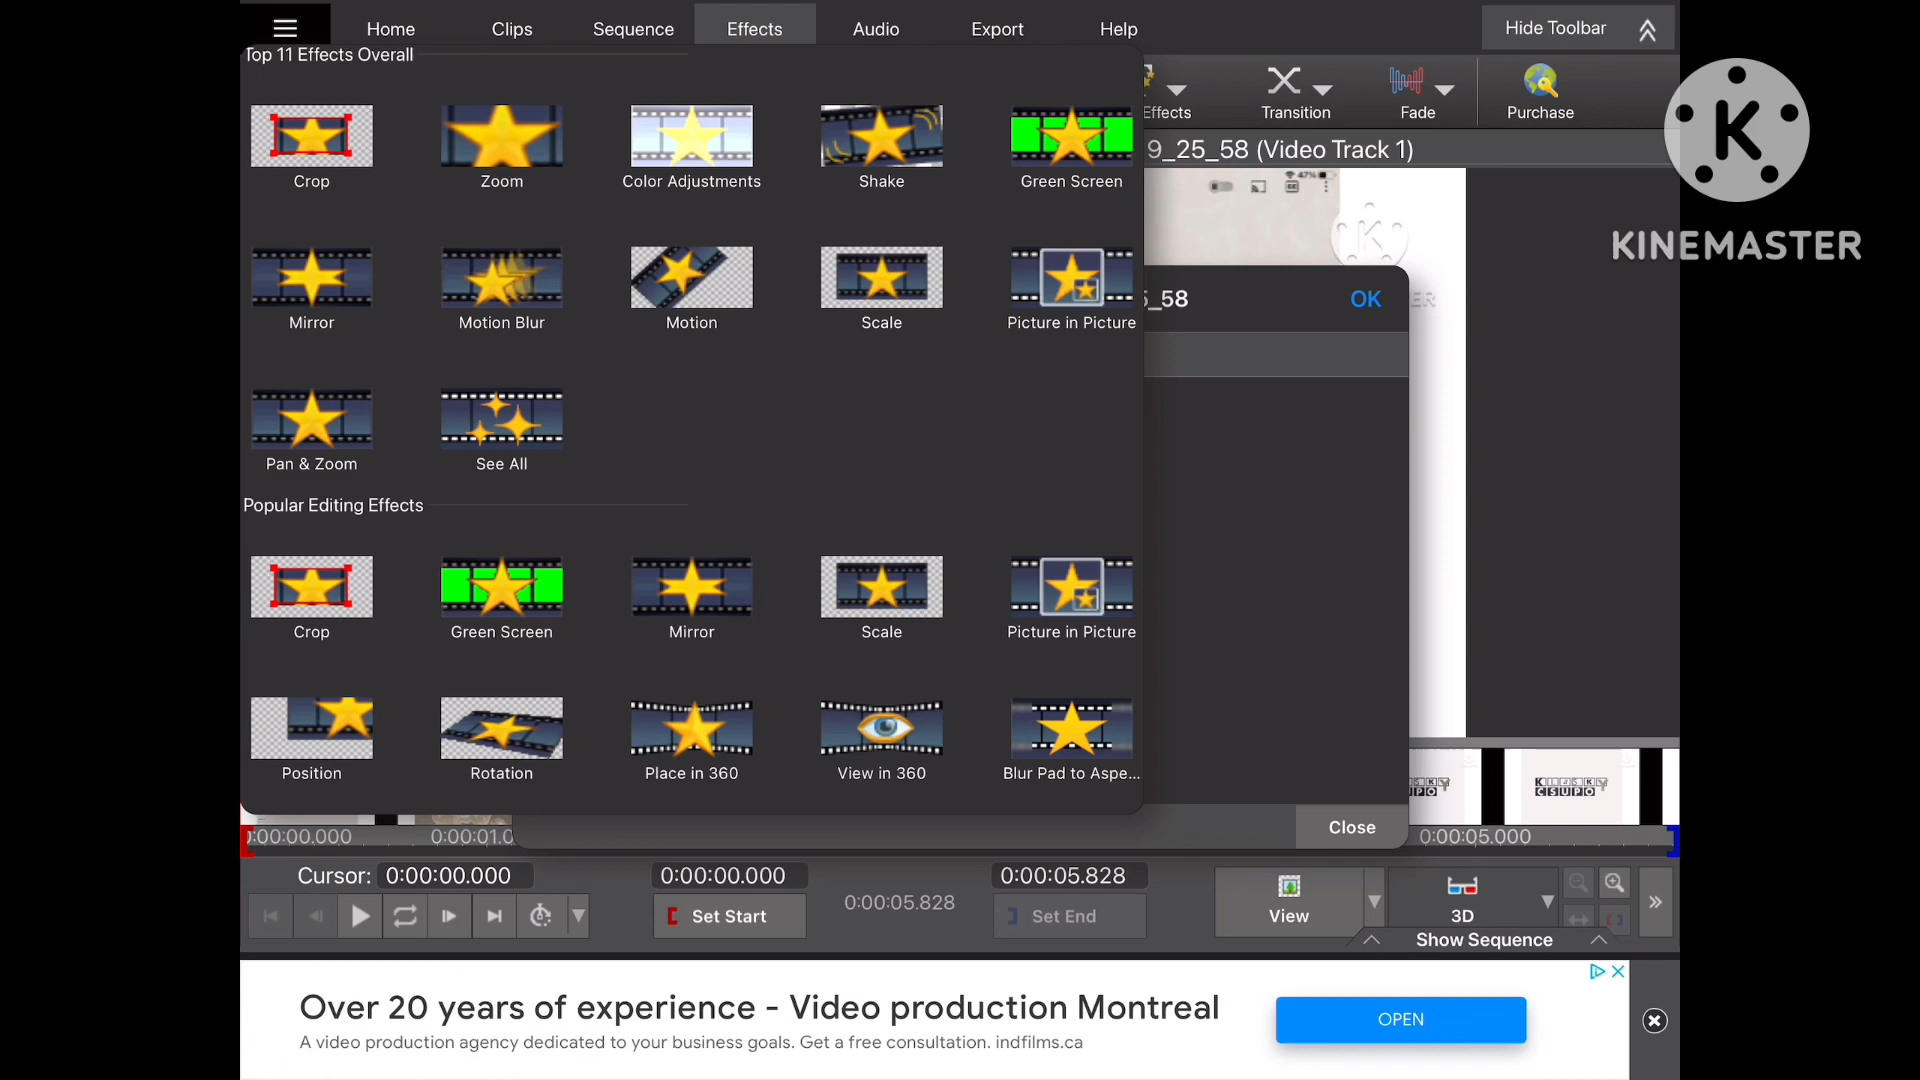 Home Clips Sequence Effects Audio Export Help Hide Toolbar
Top 11 Effects Overall
Effects Transition Fade Purchase
9_25_58 (Video Track 1)
Crop Zoom Color Adjustments Shake Green Screen
47%
K
KINEMASTER
Mirror Motion Blur Motion Scale Picture in Picture
_58 OK
Pan & Zoom See All
Popular Editing Effects
Crop Green Screen Mirror Scale Picture in Picture
Position Rotation Place in 360 View in 360 Blur Pad to Aspe...
KLASKY
CSUPO
:00:00.000 0:00:01.0 Close 0:00:05.000
Cursor: 0:00:00.000 0:00:00.000 0:00:05.828 0:00:05.828
Set Start Set End View 3D
Show Sequence
Over 20 years of experience - Video production Montreal
A video production agency dedicated to your business goals. Get a free consultation. indfilms.ca
OPEN